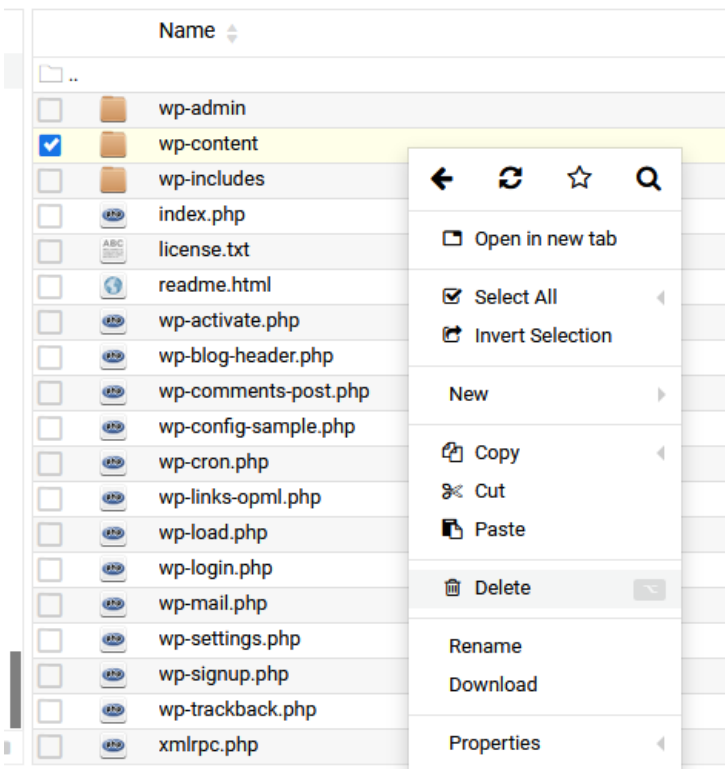 Name
..
wp-admin
wp-content
wp-includes
index.php
license.txt
readme.html
wp-activate.php
wp-blog-header.php
wp-comments-post.php
wp-config-sample.php
wp-cron.php
wp-links-opml.php
wp-load.php
wp-login.php
wp-mail.php
wp-settings.php
wp-signup.php
wp-trackback.php
xmlrpc.php
Open in new tab
Select All
Invert Selection
New
Copy
Cut
Paste
Delete
Rename
Download
Properties